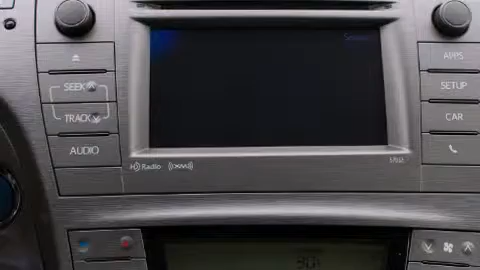 APPS
SEEK
SETUP
TRACK
CAR
AUDIO
HD Radio ((XM))